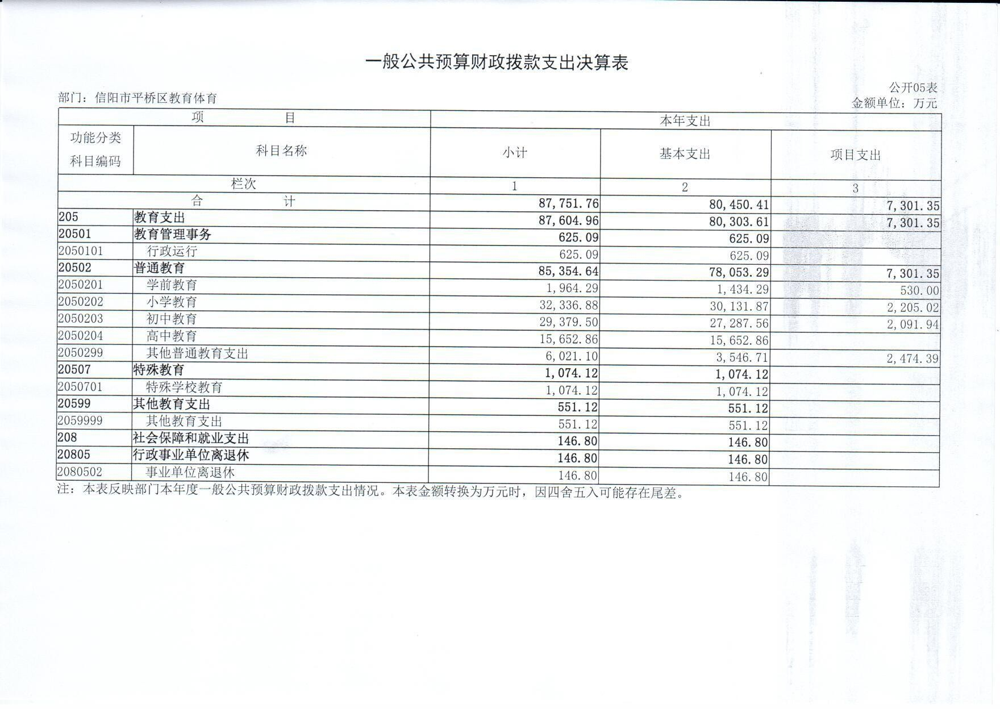 一般公共预算财政拨款支出决算表
公开05表
部门：信阳市平桥区教育体育
金额单位：万元
项 目 本年支出
功能分类科目编码 科目名称 小计 基本支出 项目支出
栏次 1 2 3
合 计 87,751.76 80,450.41 7,301.35
205 教育支出 87,604.96 80,303.61 7,301.35
20501 教育管理事务 625.09 625.09
2050101 行政运行 625.09 625.09
20502 普通教育 85,354.64 78,053.29 7,301.35
2050201 学前教育 1,964.29 1,434.29 530.00
2050202 小学教育 32,336.88 30,131.87 2,205.02
2050203 初中教育 29,379.50 27,287.56 2,091.94
2050204 高中教育 15,652.86 15,652.86
2050299 其他普通教育支出 6,021.10 3,546.71 2,474.39
20507 特殊教育 1,074.12 1,074.12
2050701 特殊学校教育 1,074.12 1,074.12
20599 其他教育支出 551.12 551.12
2059999 其他教育支出 551.12 551.12
208 社会保障和就业支出 146.80 146.80
20805 行政事业单位离退休 146.80 146.80
2080502 事业单位离退休 146.80 146.80
注：本表反映部门本年度一般公共预算财政拨款支出情况。本表金额转换为万元时，因四舍五入可能存在尾差。